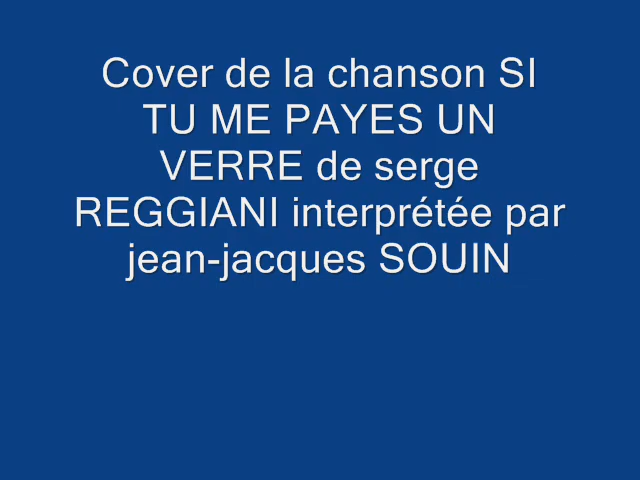 Cover de la chanson SI
TU ME PAYES UN
VERRE de serge
REGGIANI interprétée par
jean-jacques SOUIN